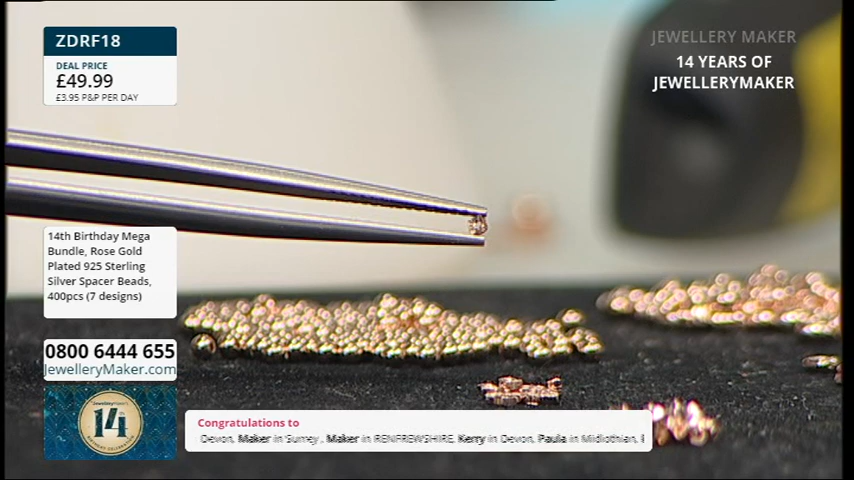 ZDRF18
DEAL PRICE
£49.99
£3.95 P&P PER DAY
JEWELLERY MAKER
14 YEARS OF
JEWELLERYMAKER
14th Birthday Mega
Bundle, Rose Gold
Plated 925 Sterling
Silver Spacer Beads,
400pcs (7 designs)
0800 6444 655
JewelleryMaker.com
14th
Congratulations to
Devon, Maker in Surrey , Maker in RENFREWSHIRE, Kerry in Devon, Paula in Midlothian,